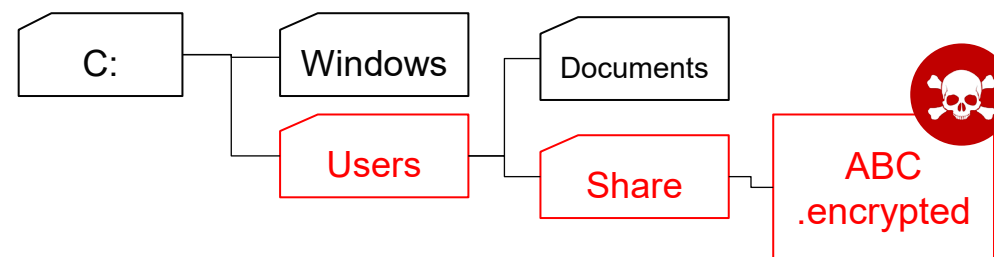 C:
Windows
Users
Documents
Share
ABC
.encrypted